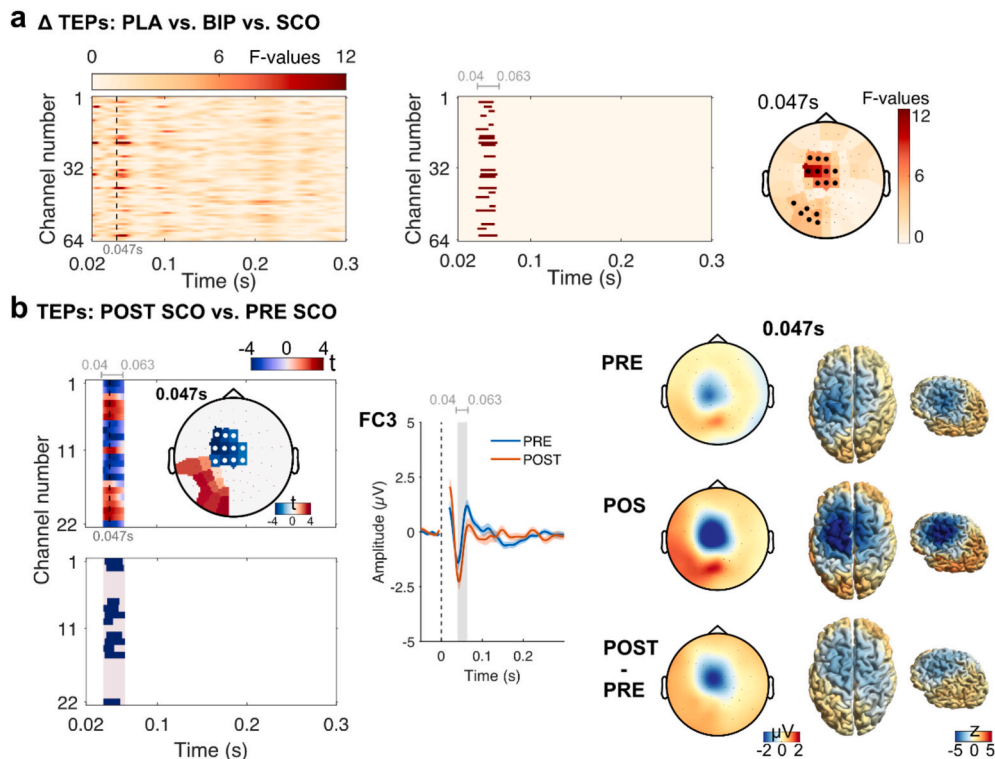 a Δ TEPs: PLA vs. BIP vs. SCO
0 6 F-values 12
Channel number
1
32
64
0.047s
0.02 0.1 0.2 0.3
Time (s)
0.04 0.063
Channel number
1
32
64
0.02 0.1 0.2 0.3
Time (s)
0.047s
F-values
12
0
b TEPs: POST SCO vs. PRE SCO
0.04 0.063
-4 0 4 t
Channel number
1
11
22
0.047s
0.047s
t
-4 0 4
Channel number
1
11
22
0.02 0.1 0.2 0.3
Time (s)
FC3
0.04 0.063
PRE
POST
Amplitude (µV)
5
2.5
0
-2.5
-5
0 0.1 0.2
Time (s)
0.047s
PRE
POS
POST
-
PRE
µV
-2 0 2
Z
-5 0 5